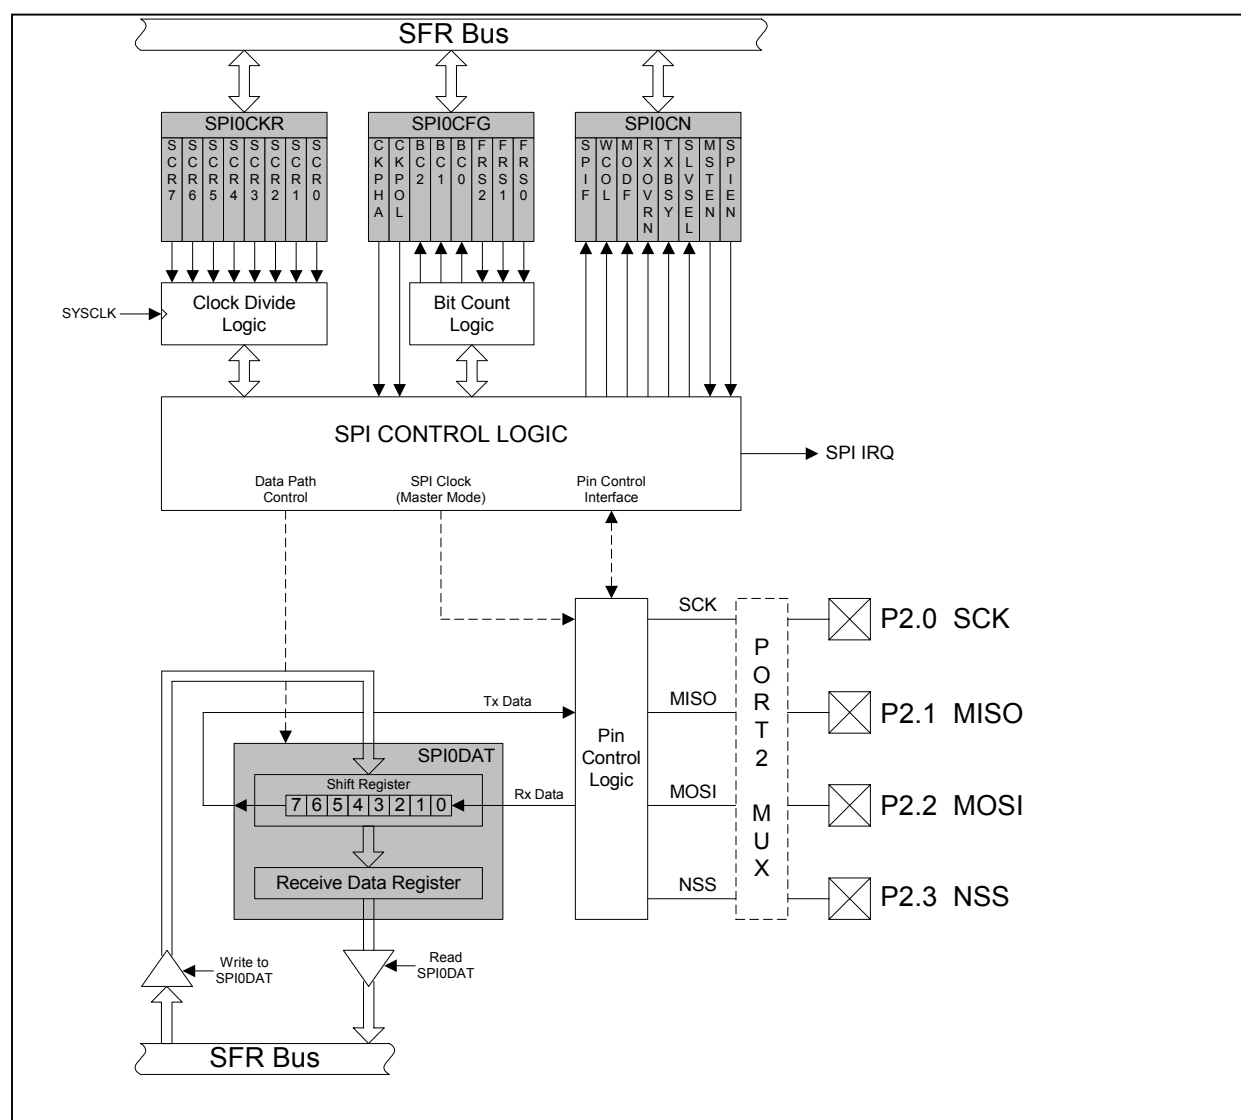 SFR Bus
SPI0CKR
SCR7
SCR6
SCR5
SCR4
SCR3
SCR2
SCR1
SCR0
SPI0CFG
CKPHA
CKPOL
BC2
BC1
BC0
FRS2
FRS1
FRS0
SPI0CN
SPIF
WCOL
MODF
RXOVRN
TXBSY
SLVSEL
MSTEN
SPIEN
SYSCLK
Clock Divide
Logic
Bit Count
Logic
SPI CONTROL LOGIC
SPI IRQ
Data Path
Control
SPI Clock
(Master Mode)
Pin Control
Interface
SCK
MISO
MOSI
NSS
Pin
Control
Logic
PORT2
MUX
P2.0 SCK
P2.1 MISO
P2.2 MOSI
P2.3 NSS
Tx Data
SPI0DAT
Shift Register
7 6 5 4 3 2 1 0
Rx Data
Receive Data Register
Write to
SPI0DAT
Read
SPI0DAT
SFR Bus